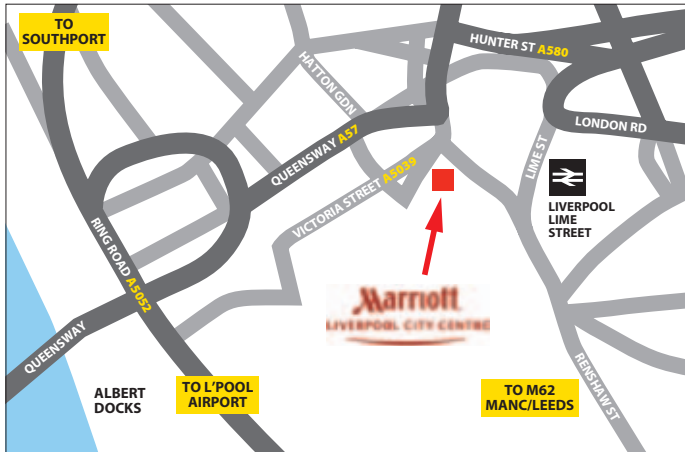 TO
SOUTHPORT
HUNTER ST A580
HATTON GDN
LONDON RD
QUEENSWAY A57
LIME ST
VICTORIA STREET A5039
LIVERPOOL
LIME
STREET
RING ROAD A5052
Marriott
LIVERPOOL CITY CENTRE
QUEENSWAY
ALBERT
DOCKS
TO L'POOL
AIRPORT
TO M62
MANC/LEEDS
RENSHAW ST